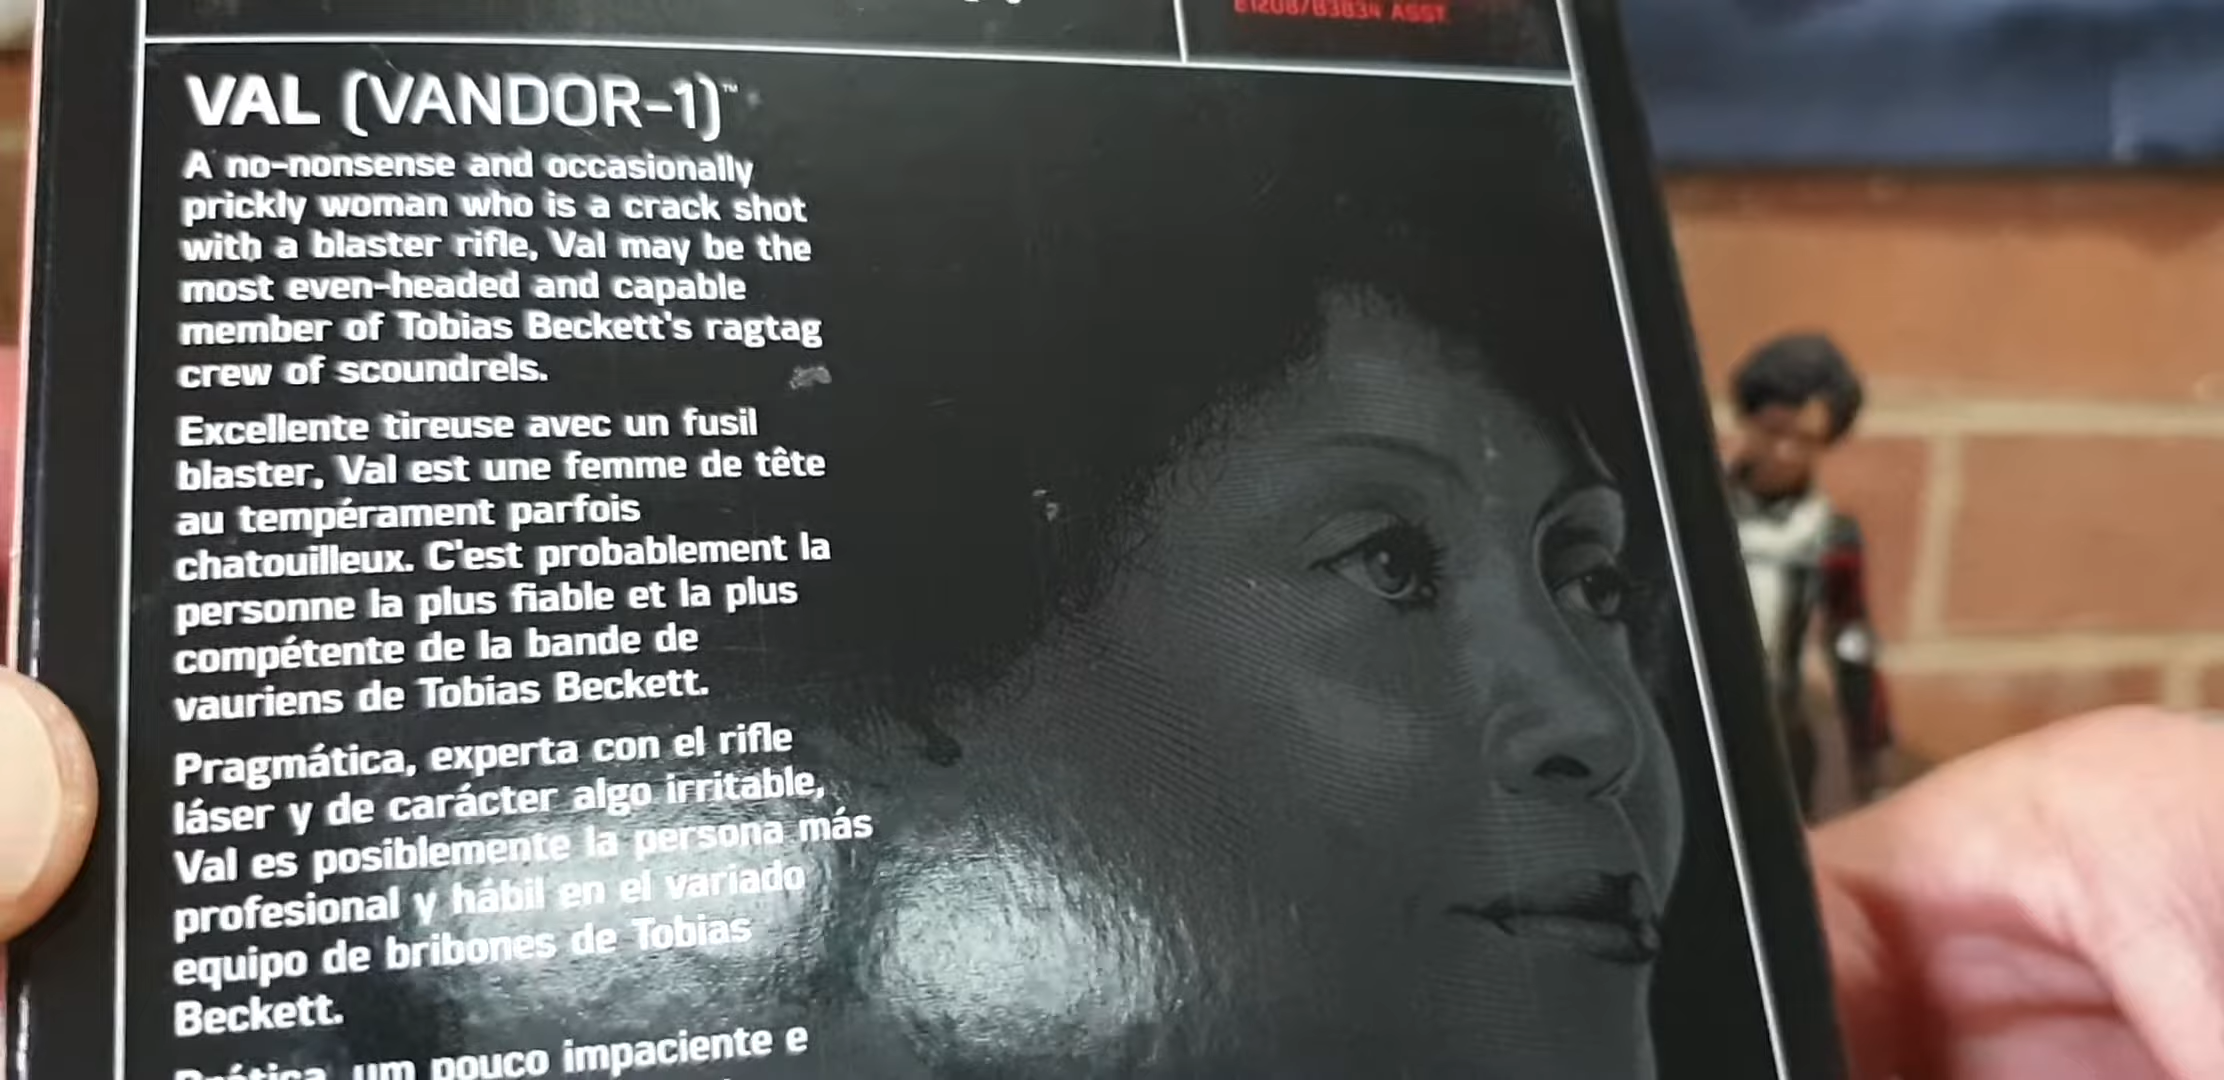 E1208/B3834 ASST.
VAL (VANDOR-1)™
A no-nonsense and occasionally
prickly woman who is a crack shot
with a blaster rifle, Val may be the
most even-headed and capable
member of Tobias Beckett's ragtag
crew of scoundrels.
Excellente tireuse avec un fusil
blaster, Val est une femme de tête
au tempérament parfois
chatouilleux. C'est probablement la
personne la plus fiable et la plus
compétente de la bande de
vauriens de Tobias Beckett.
Pragmática, experta con el rifle
láser y de carácter algo irritable,
Val es posiblemente la persona más
profesional y hábil en el variado
equipo de bribones de Tobias
Beckett.
um pouco impaciente e